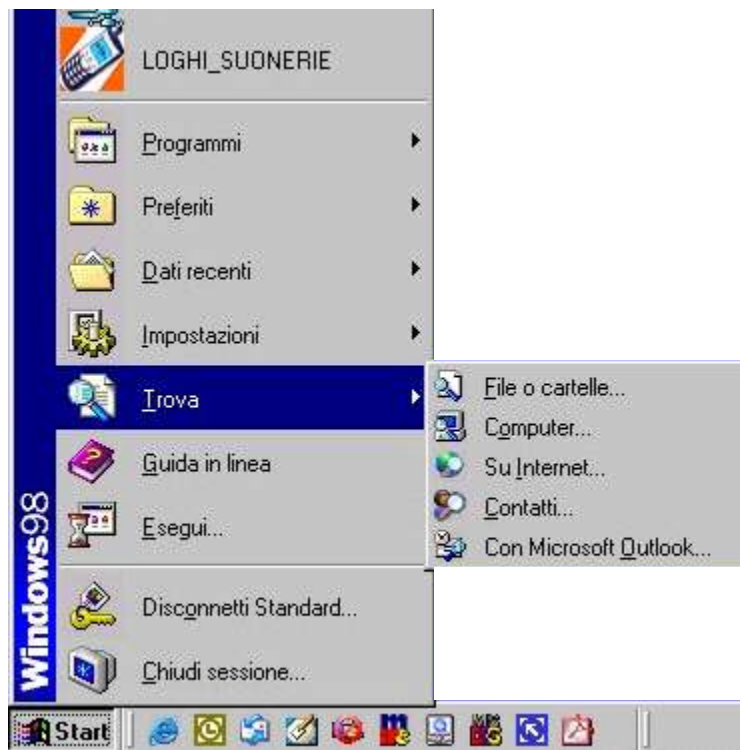 LOGHI_SUONERIE
Programmi
Preferiti
Dati recenti
Impostazioni
Trova
File o cartelle...
Computer...
Su Internet...
Contatti...
Con Microsoft Outlook...
Guida in linea
Esegui...
Disconnetti Standard...
Chiudi sessione...
Windows98
Start